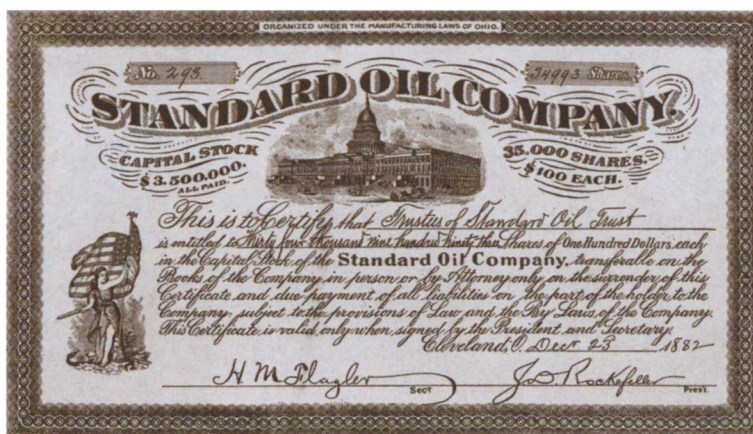 ORGANIZED UNDER THE MANUFACTURING LAWS OF OHIO.
No. 293
34993 Shares.
STANDARD OIL COMPANY.
CAPITAL STOCK
$3.500.000.
ALL PAID.
35.000 SHARES.
$100 EACH.
This is to Certify that Trustees of Standard Oil Trust
is entitled to Thirty four thousand nine hundred ninety three Shares of One Hundred Dollars each
in the Capital Stock of the Standard Oil Company, transferable on the
Books of the Company in person or by Attorney only on the surrender of this
Certificate and due payment of all liabilities on the part of the holder to the
Company: subject to the provisions of Law and the By Laws of the Company.
This Certificate is valid only when signed by the President and Secretary.
Cleveland, O. Decr 23 1882
H. M. Flagler Secy
J. D. Rockefeller Prest.